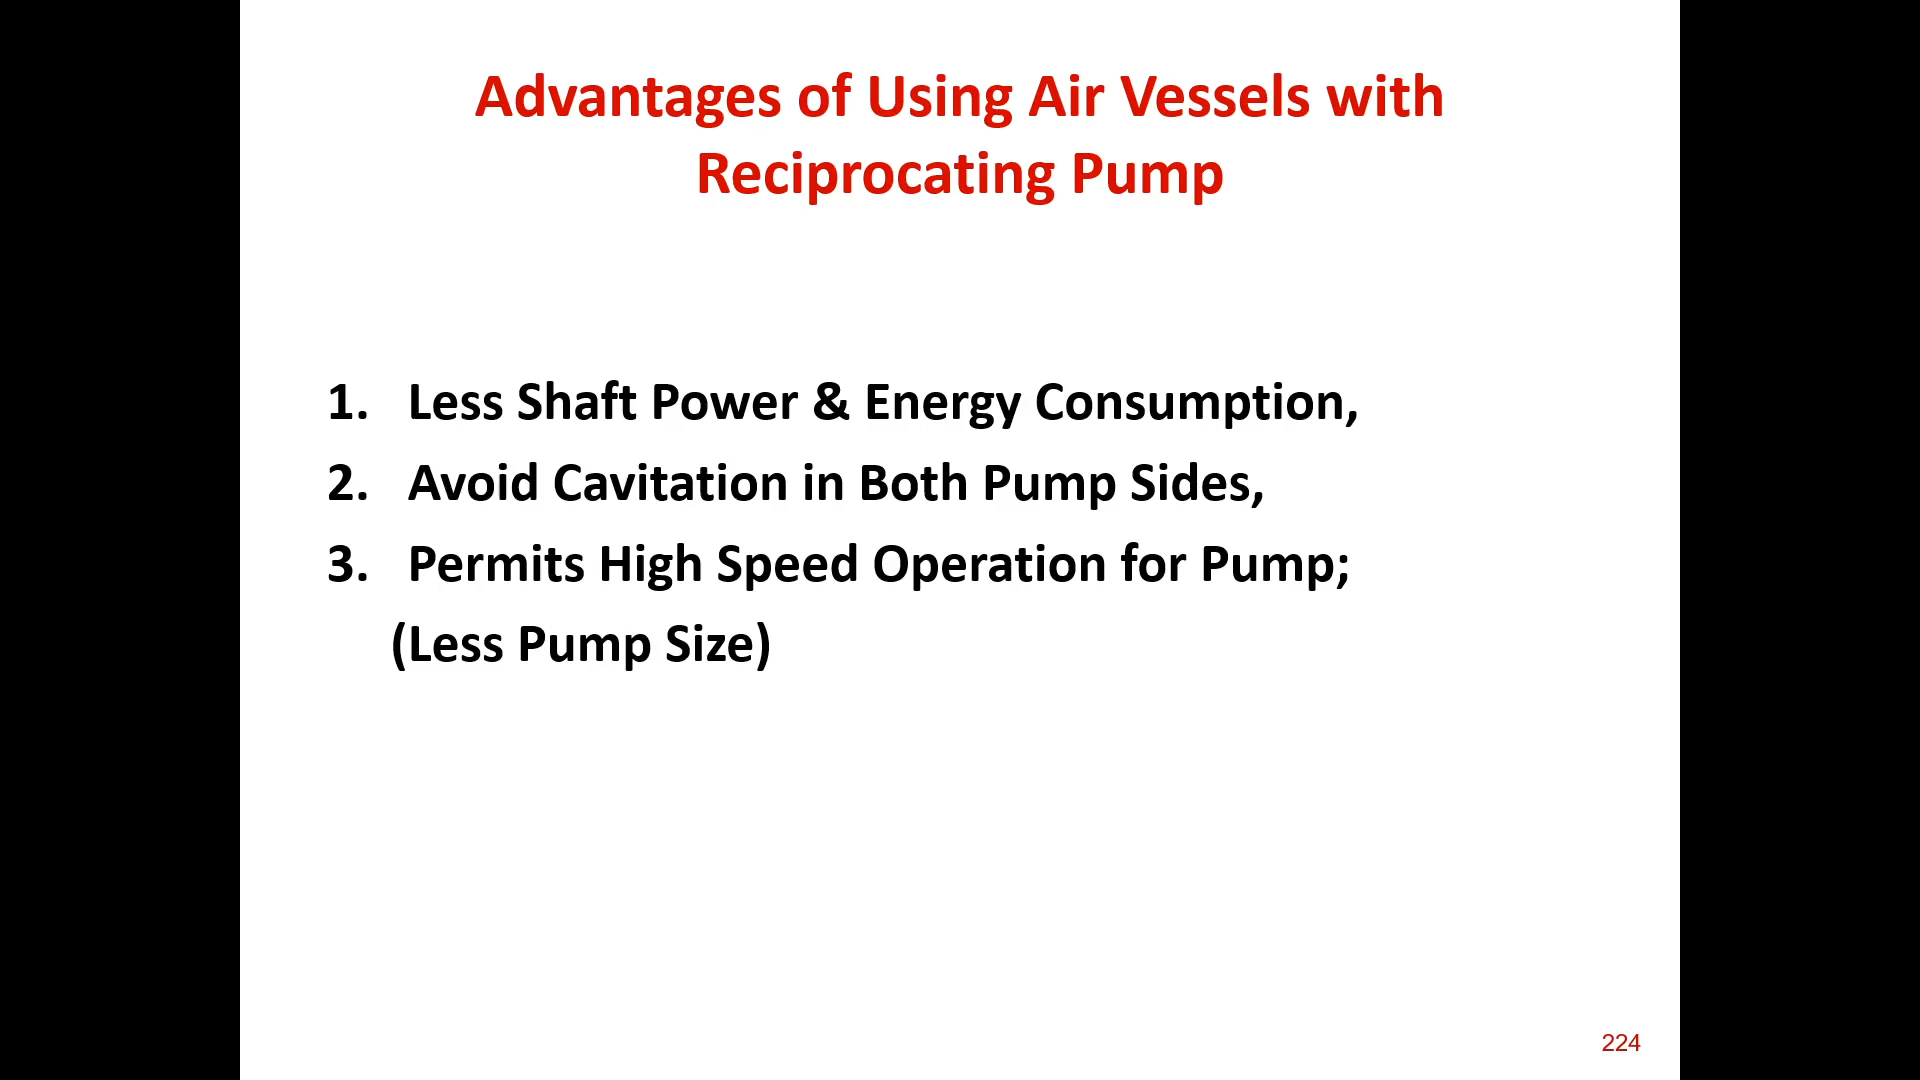 Advantages of Using Air Vessels with
Reciprocating Pump
1. Less Shaft Power & Energy Consumption,
2. Avoid Cavitation in Both Pump Sides,
3. Permits High Speed Operation for Pump;
(Less Pump Size)
224